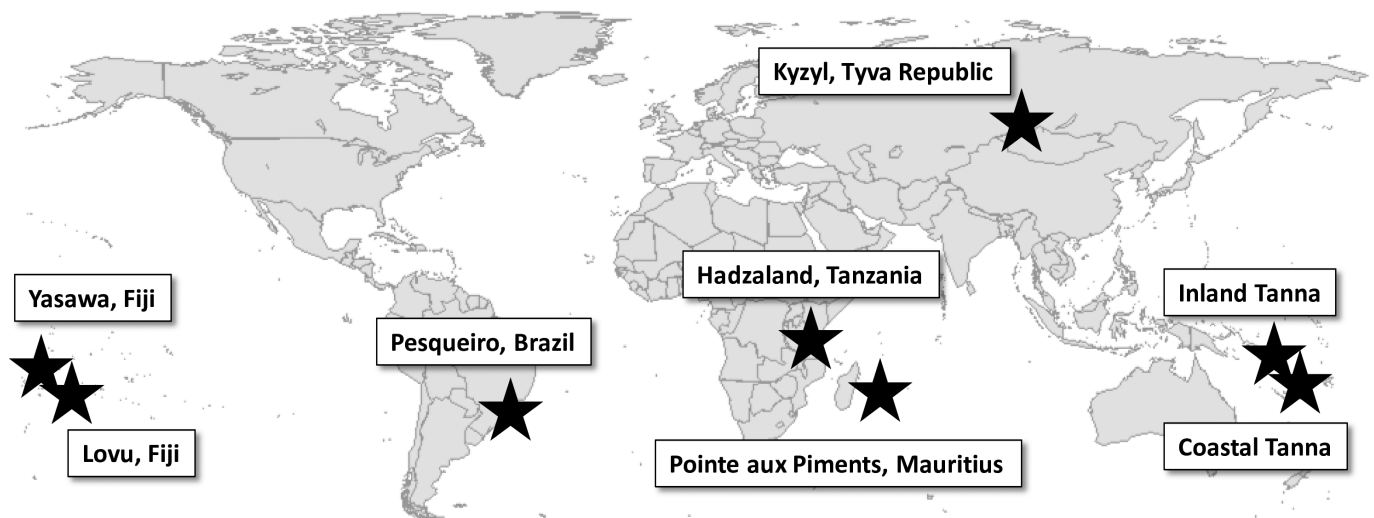 Kyzyl, Tyva Republic
Hadzaland, Tanzania
Yasawa, Fiji
Inland Tanna
Pesqueiro, Brazil
Lovu, Fiji
Coastal Tanna
Pointe aux Piments, Mauritius